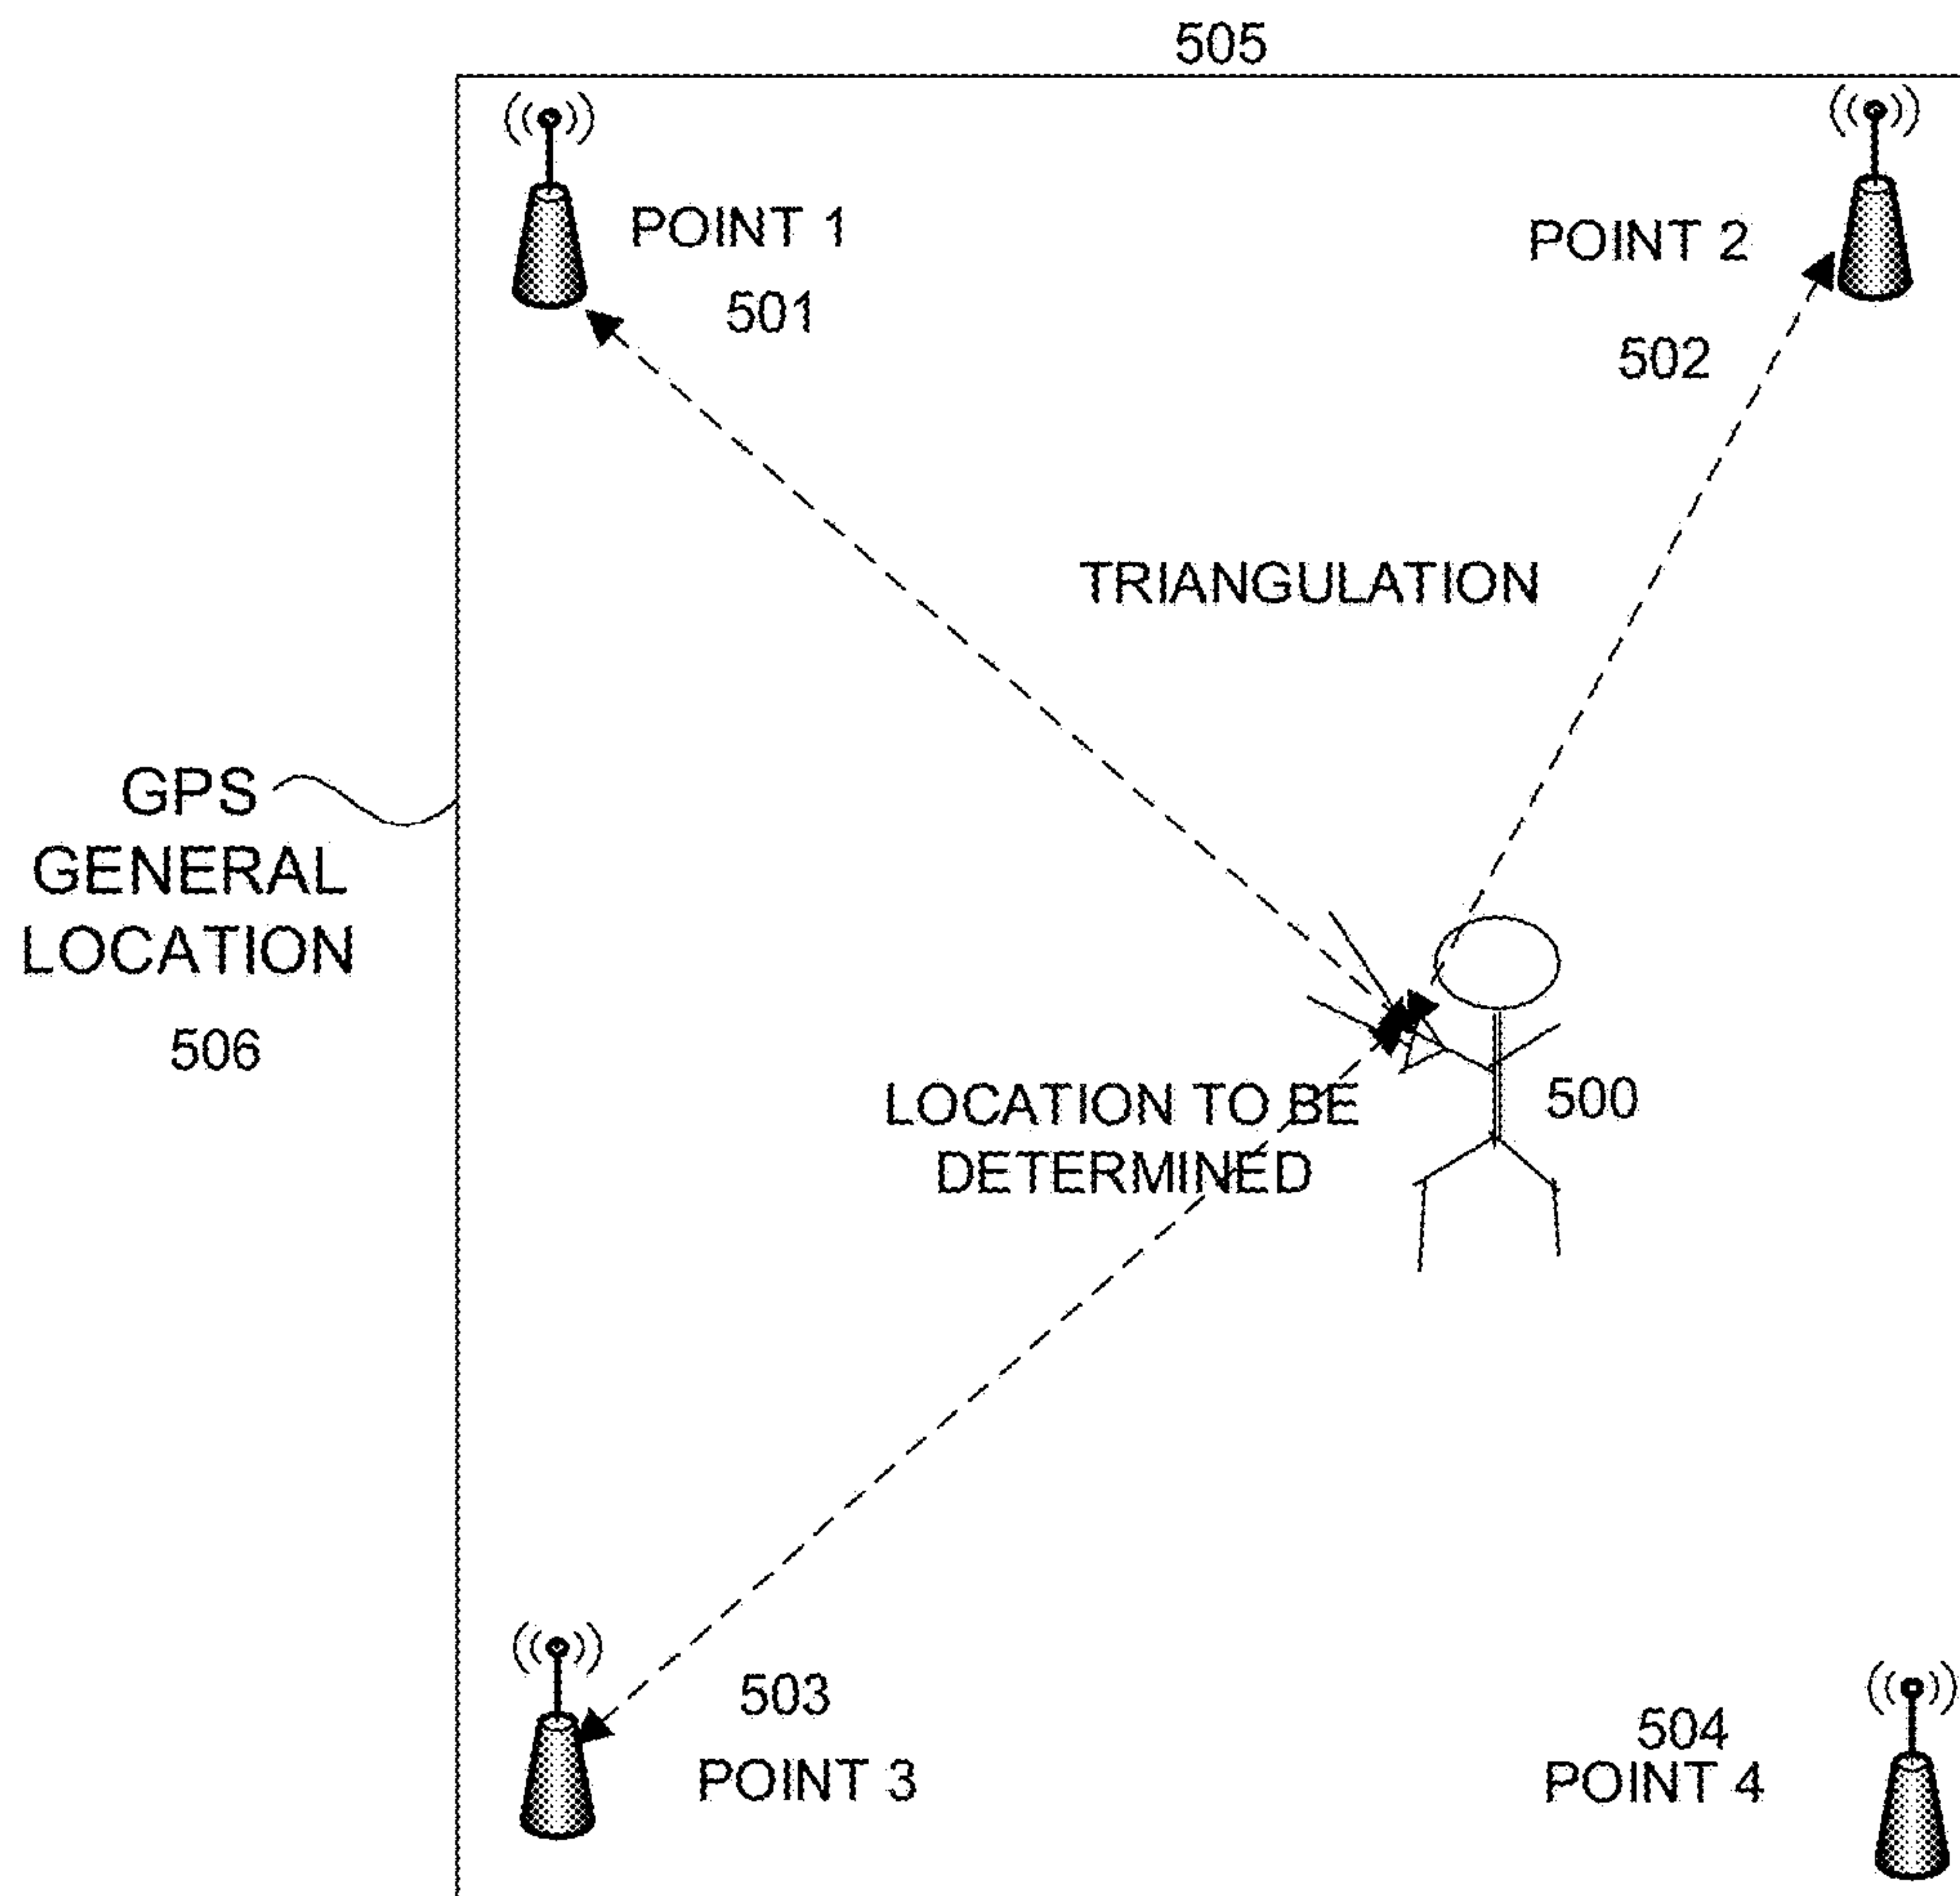 505
POINT 1
501
POINT 2
502
TRIANGULATION
GPS
GENERAL
LOCATION
506
LOCATION TO BE
DETERMINED
500
503
POINT 3
504
POINT 4